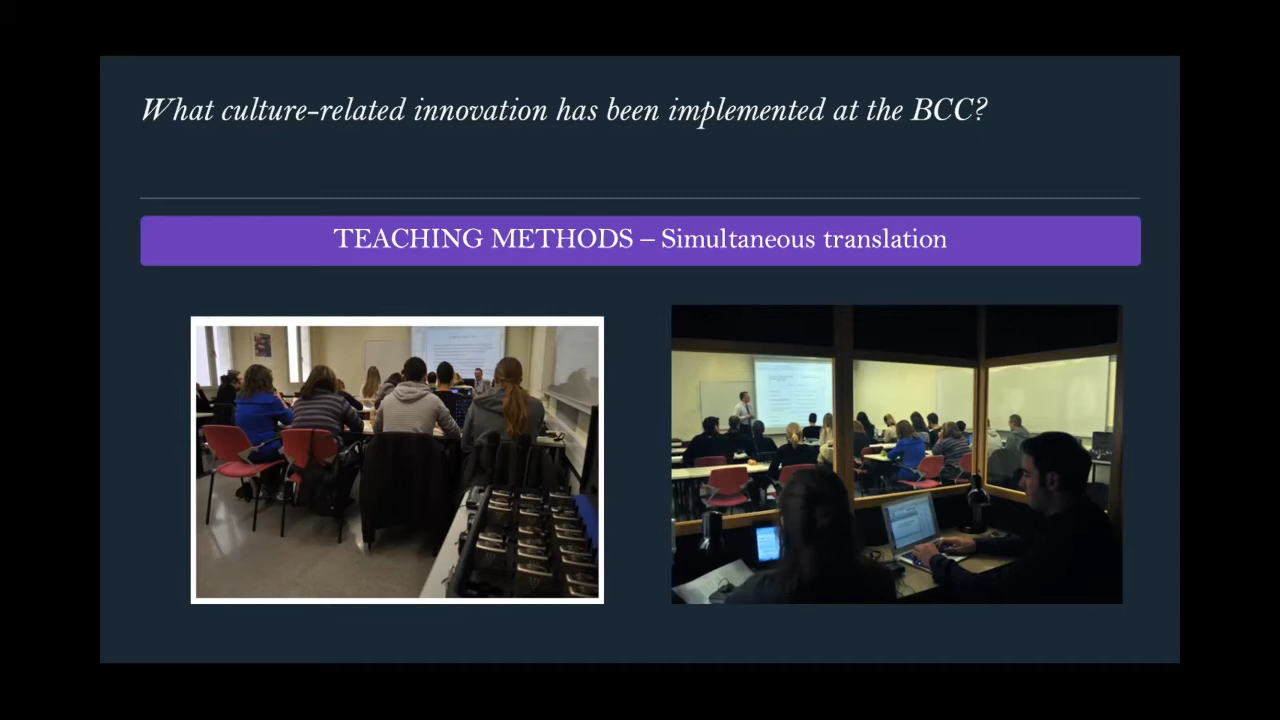 What culture-related innovation has been implemented at the BCC?
TEACHING METHODS – Simultaneous translation